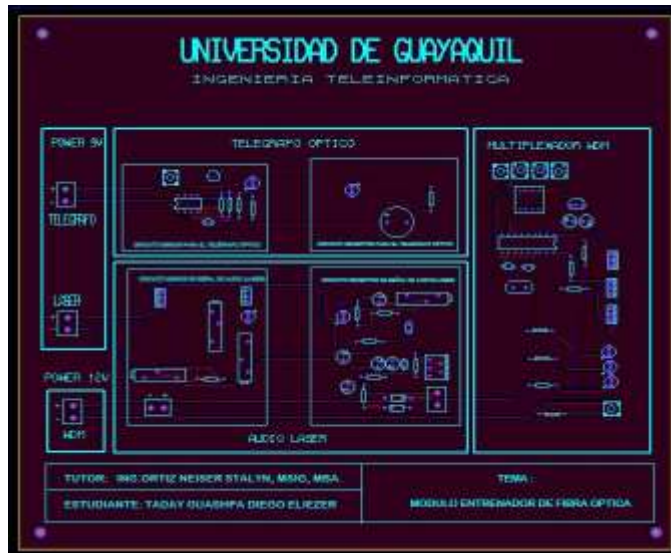 UNIVERSIDAD DE GUAYAQUIL
INGENIERIA TELEINFORMATICA
POWER 9V
TELEGRAFO OPTICO
MULTIPLEXADOR WDM
TELEGRAFO
LASER
POWER 12V
WDM
AUDIO LASER
TUTOR: ING. ORTIZ NEISER STALYN, MSIG, MBA
TEMA :
ESTUDIANTE: TADAY GUASHPA DIEGO ELIEZER
MODULO ENTRENADOR DE FIBRA OPTICA